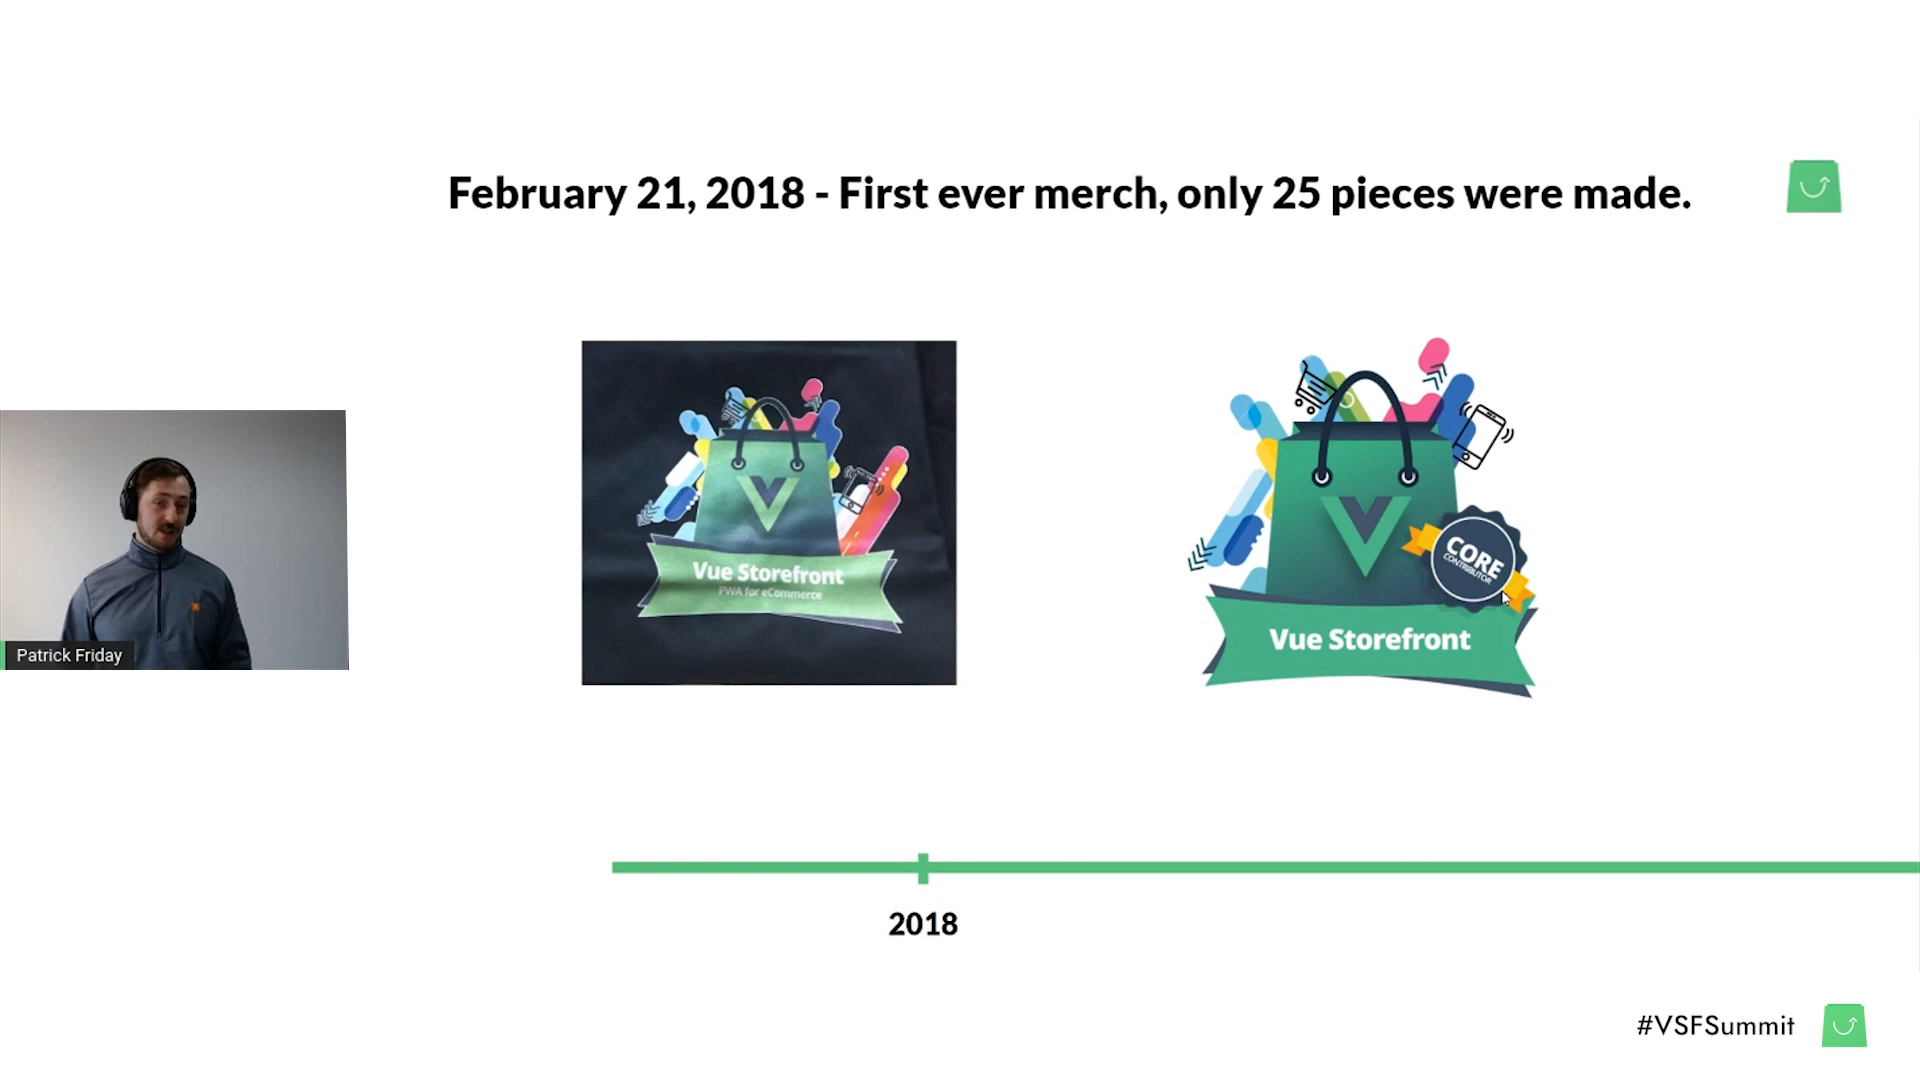 February 21, 2018 - First ever merch, only 25 pieces were made.
Vue Storefront
PWA for eCommerce
CORE
CONTRIBUTOR
Vue Storefront
Patrick Friday
2018
#VSFSummit